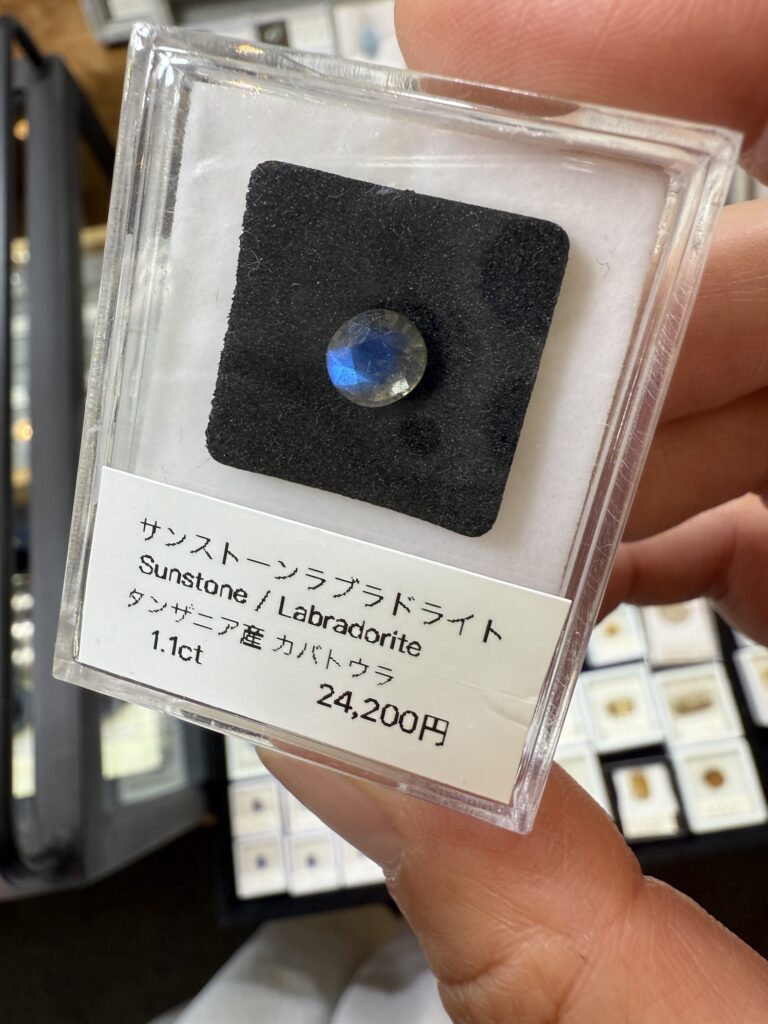 サンストーンラブラドライト
Sunstone / Labradorite
タンザニア産 カバトウラ
1.1ct
24,200円